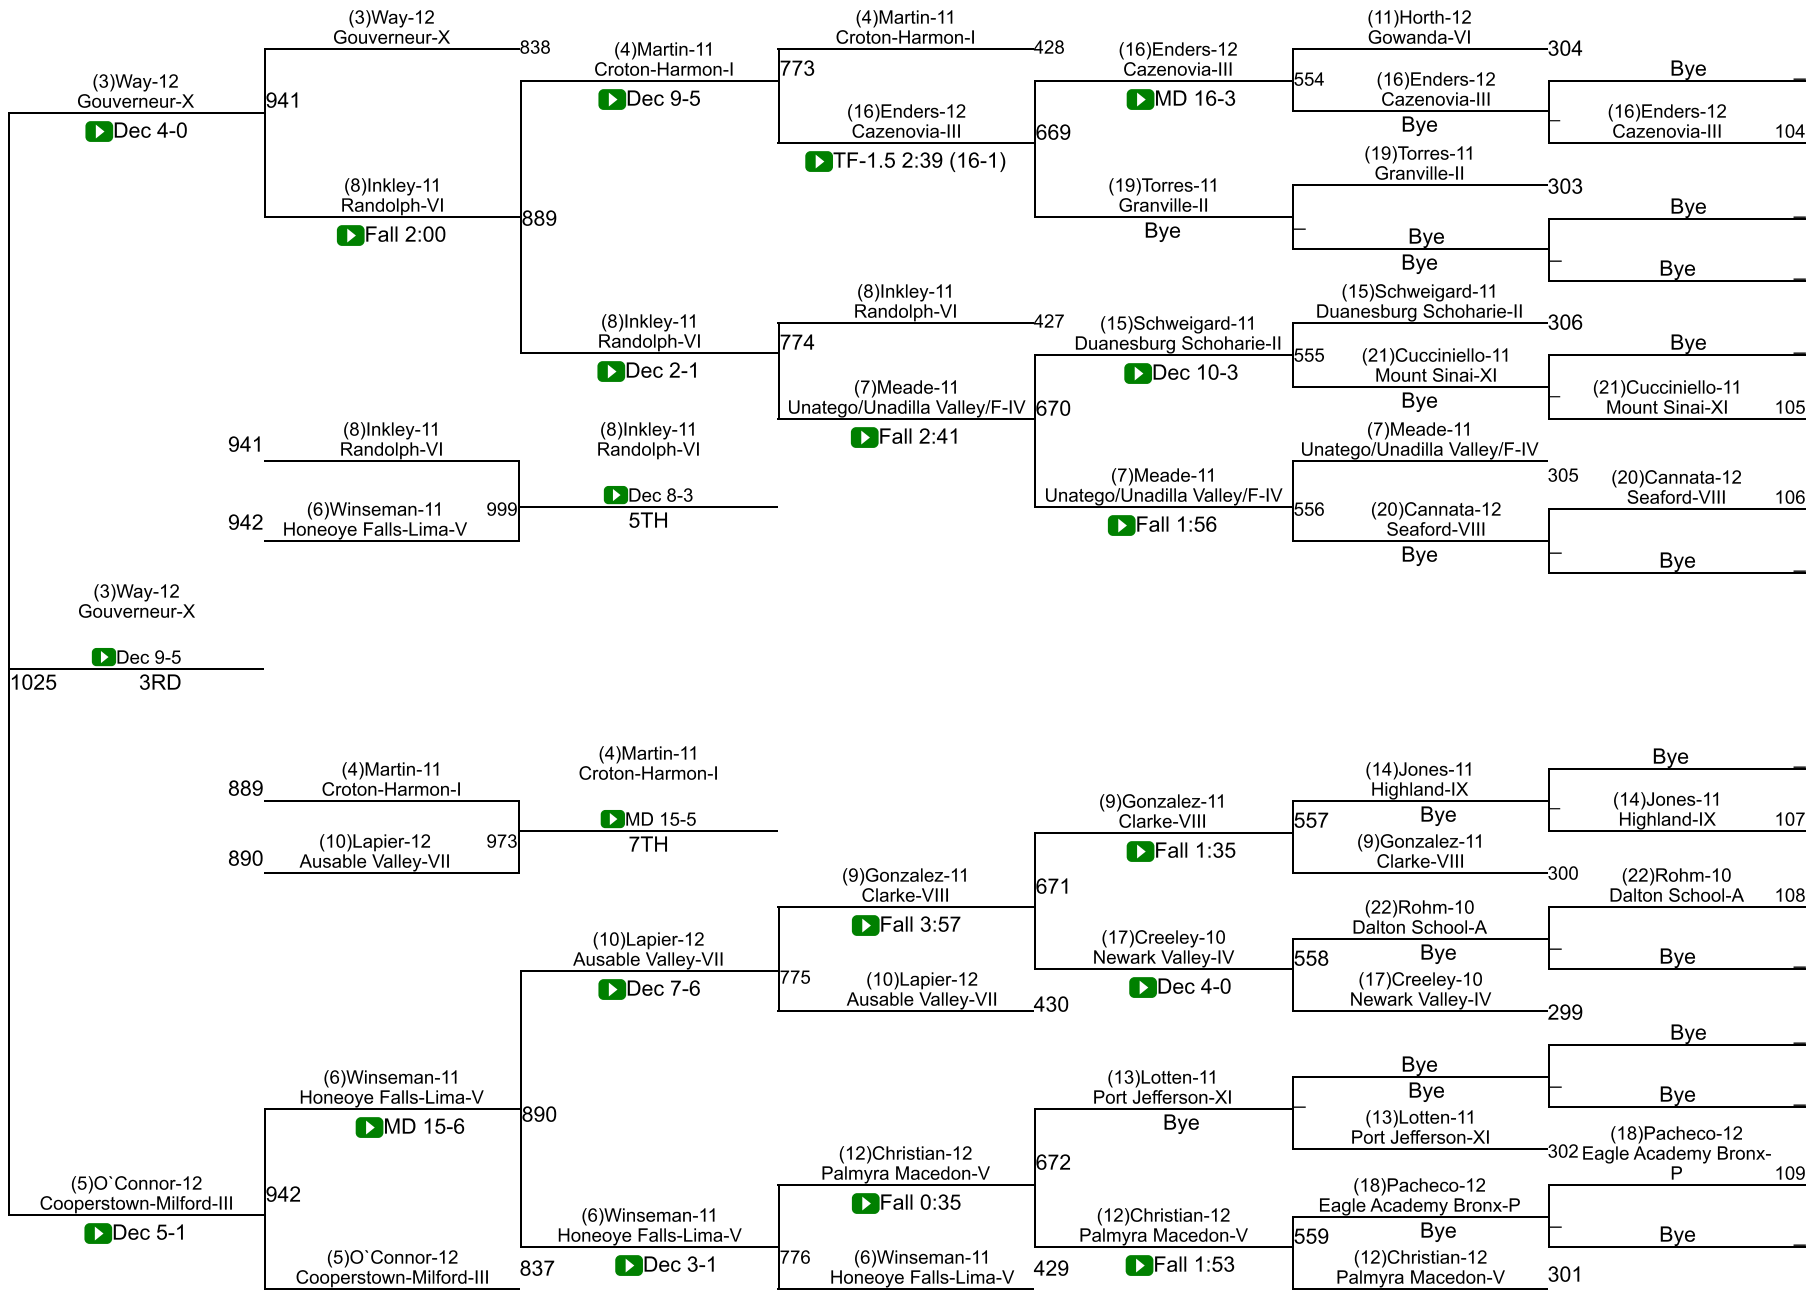 (3)Way-12
Gouverneur-X
838
(4)Martin-11
Croton-Harmon-I
428
(11)Horth-12
Gowanda-VI
304
(4)Martin-11
Croton-Harmon-I
773
Dec 9-5
(16)Enders-12
Cazenovia-III
MD 16-3
554
(16)Enders-12
Cazenovia-III
Bye
Bye
(3)Way-12
Gouverneur-X
941
Dec 4-0
(16)Enders-12
Cazenovia-III
669
TF-1.5 2:39 (16-1)
(16)Enders-12
Cazenovia-III
104
(19)Torres-11
Granville-II
303
(8)Inkley-11
Randolph-VI
889
Fall 2:00
(19)Torres-11
Granville-II
Bye
Bye
Bye
Bye
Bye
(8)Inkley-11
Randolph-VI
427
(15)Schweigard-11
Duanesburg Schoharie-II
306
(8)Inkley-11
Randolph-VI
774
Dec 2-1
(15)Schweigard-11
Duanesburg Schoharie-II
555
Dec 10-3
(21)Cucciniello-11
Mount Sinai-XI
Bye
Bye
(7)Meade-11
Unatego/Unadilla Valley/F-IV
670
Fall 2:41
(21)Cucciniello-11
Mount Sinai-XI
105
941
(8)Inkley-11
Randolph-VI
(8)Inkley-11
Randolph-VI
(7)Meade-11
Unatego/Unadilla Valley/F-IV
305
(20)Cannata-12
Seaford-VIII
106
942
(6)Winseman-11
Honeoye Falls-Lima-V
999
Dec 8-3
5TH
(7)Meade-11
Unatego/Unadilla Valley/F-IV
556
Fall 1:56
(20)Cannata-12
Seaford-VIII
Bye
Bye
(3)Way-12
Gouverneur-X
Dec 9-5
1025
3RD
889
(4)Martin-11
Croton-Harmon-I
(4)Martin-11
Croton-Harmon-I
890
(10)Lapier-12
Ausable Valley-VII
973
MD 15-5
7TH
Bye
(14)Jones-11
Highland-IX
(14)Jones-11
Highland-IX
107
(9)Gonzalez-11
Clarke-VIII
557
Bye
Fall 1:35
(9)Gonzalez-11
Clarke-VIII
300
(9)Gonzalez-11
Clarke-VIII
671
Fall 3:57
(22)Rohm-10
Dalton School-A
108
(22)Rohm-10
Dalton School-A
(10)Lapier-12
Ausable Valley-VII
775
Dec 7-6
(17)Creeley-10
Newark Valley-IV
558
Bye
Bye
Dec 4-0
(10)Lapier-12
Ausable Valley-VII
430
(17)Creeley-10
Newark Valley-IV
299
Bye
(6)Winseman-11
Honeoye Falls-Lima-V
890
MD 15-6
(13)Lotten-11
Port Jefferson-XI
Bye
Bye
Bye
Bye
(13)Lotten-11
Port Jefferson-XI
302
(12)Christian-12
Palmyra Macedon-V
672
Fall 0:35
(18)Pacheco-12
Eagle Academy Bronx-
P
109
(5)O`Connor-12
Cooperstown-Milford-III
942
Dec 5-1
(18)Pacheco-12
Eagle Academy Bronx-P
(6)Winseman-11
Honeoye Falls-Lima-V
776
Dec 3-1
(12)Christian-12
Palmyra Macedon-V
559
Fall 1:53
Bye
Bye
(5)O`Connor-12
Cooperstown-Milford-III
837
(6)Winseman-11
Honeoye Falls-Lima-V
429
(12)Christian-12
Palmyra Macedon-V
301